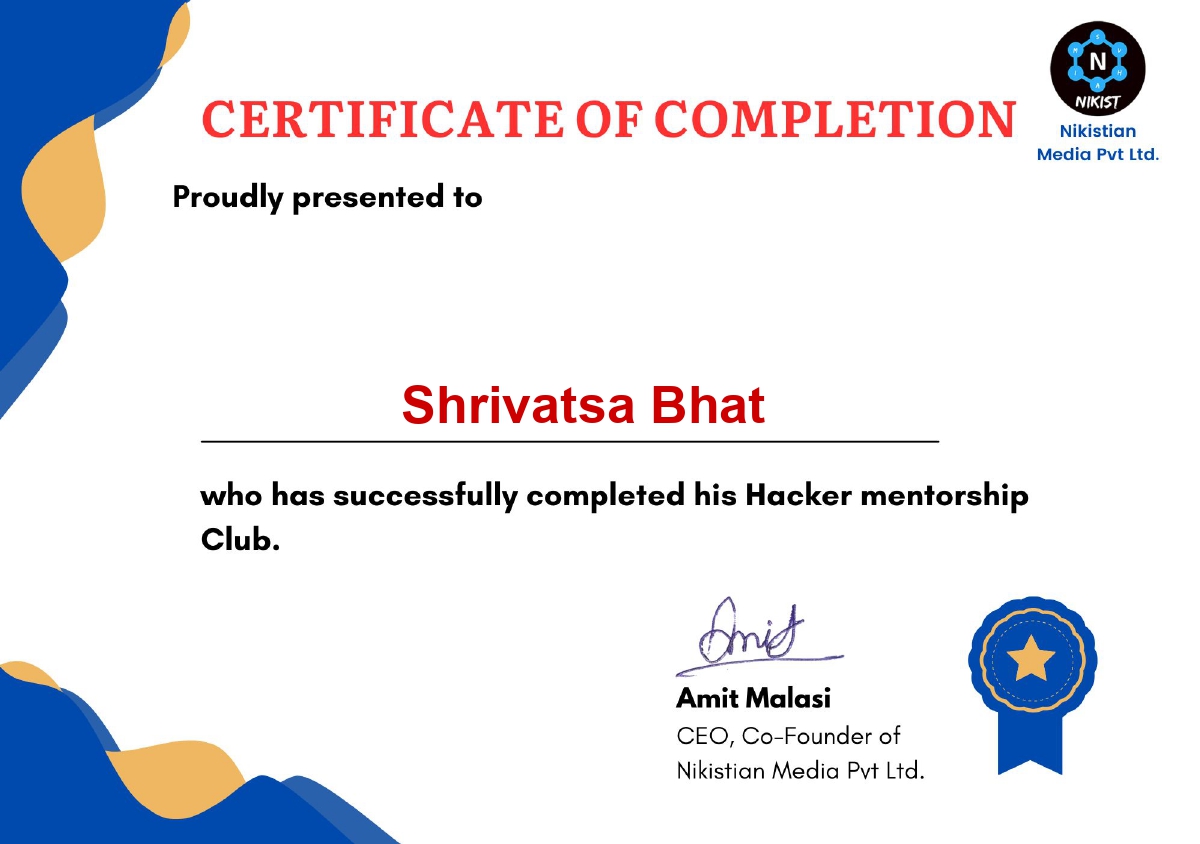 CERTIFICATE OF COMPLETION
N
NIKIST
Nikistian
Media Pvt Ltd.
Proudly presented to
Shrivatsa Bhat
who has successfully completed his Hacker mentorship
Club.
Amit
Amit Malasi
CEO, Co-Founder of
Nikistian Media Pvt Ltd.